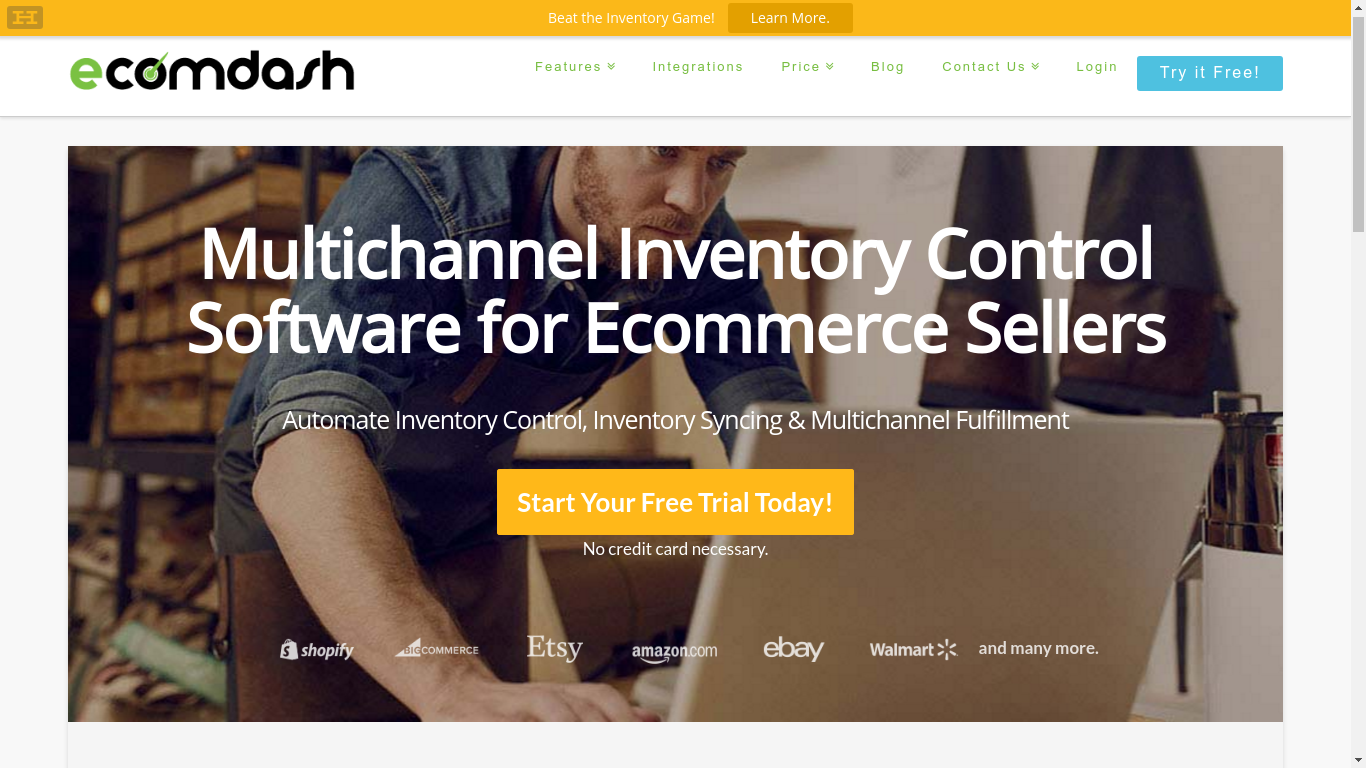 Beat the Inventory Game! Learn More.
ecomdash
Features Integrations Price Blog Contact Us Login Try it Free!
Multichannel Inventory Control
Software for Ecommerce Sellers
Automate Inventory Control, Inventory Syncing & Multichannel Fulfillment
Start Your Free Trial Today!
No credit card necessary.
shopify BIGCOMMERCE Etsy amazon.com ebay Walmart and many more.